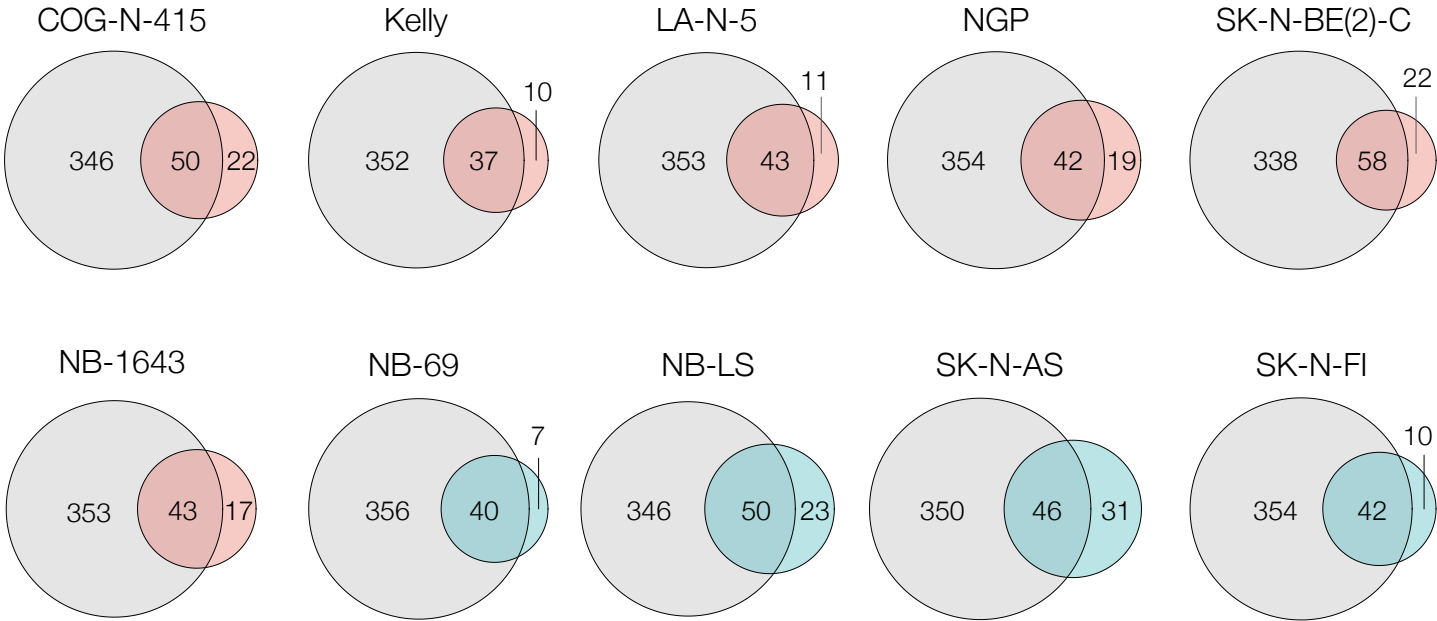 COG-N-415
Kelly
LA-N-5
NGP
SK-N-BE(2)-C
10
11
22
346 50 22
352 37
353 43
354 42 19
338 58
NB-1643
NB-69
NB-LS
SK-N-AS
SK-N-FI
7
10
353 43 17
356 40
346 50 23
350 46 31
354 42